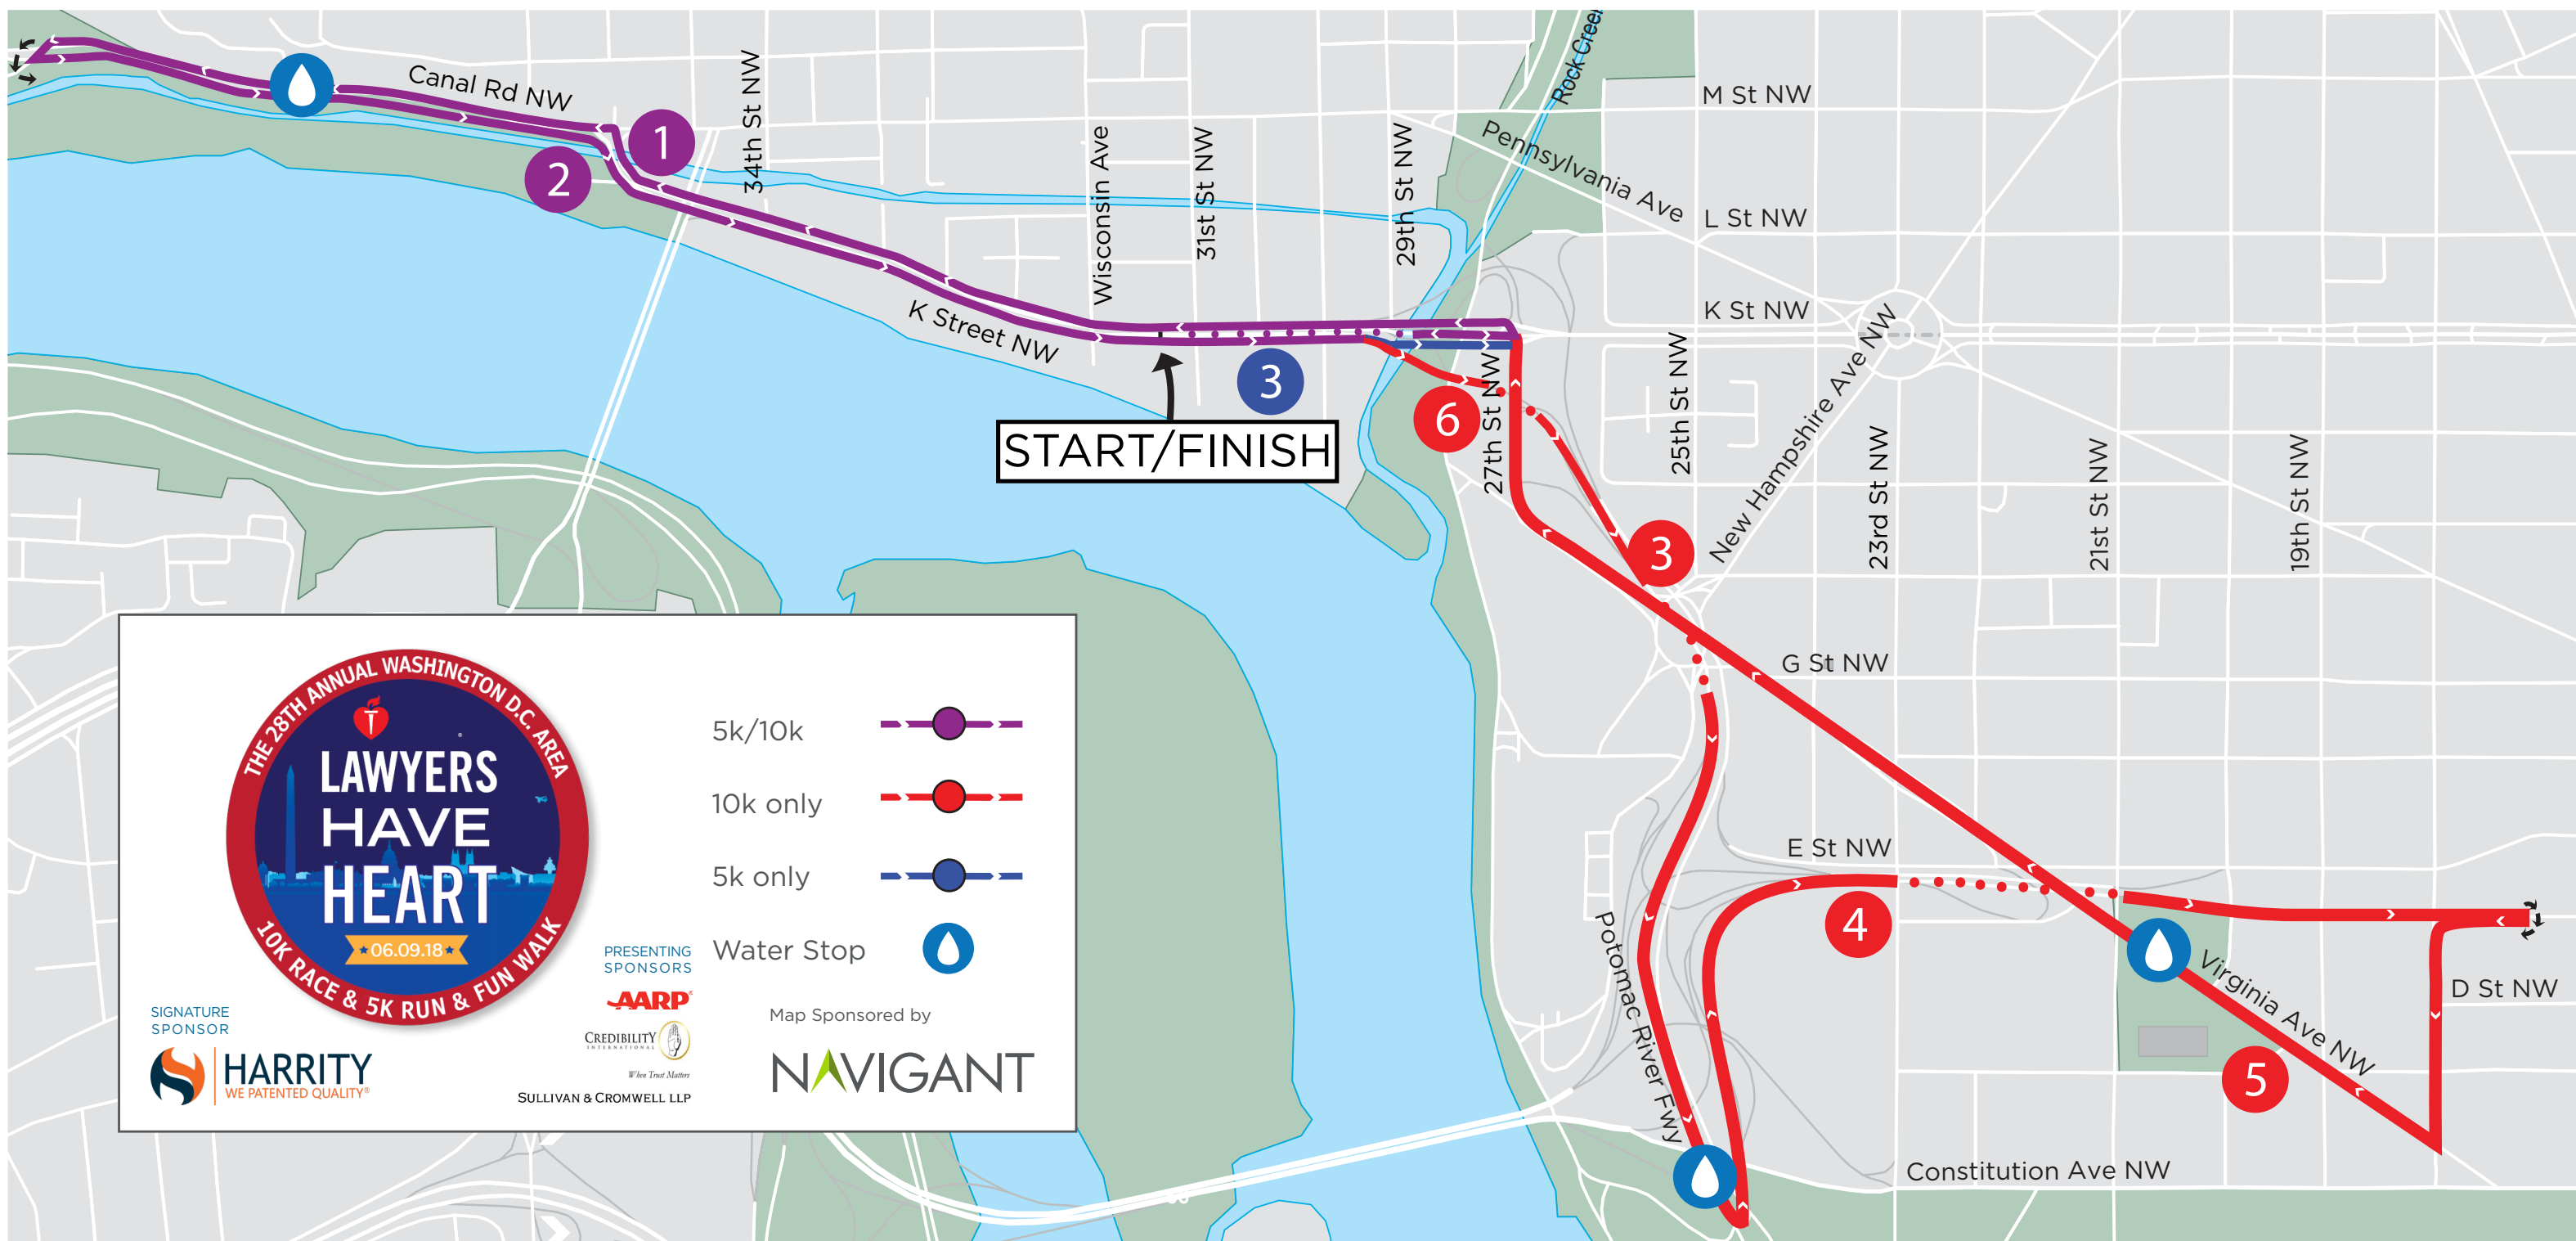 Canal Rd NW
34th St NW
1
2
Wisconsin Ave
31st St NW
29th St NW
Rock Creek
M St NW
Pennsylvania Ave
L St NW
K St NW
K Street NW
3
START/FINISH
6
27th St NW
25th St NW
New Hampshire Ave NW
23rd St NW
21st St NW
19th St NW
3
G St NW
E St NW
4
Potomac River Fwy
Virginia Ave NW
D St NW
5
Constitution Ave NW
THE 28TH ANNUAL WASHINGTON D.C. AREA
LAWYERS
HAVE
HEART
★06.09.18★
10K RACE & 5K RUN & FUN WALK
5k/10k
10k only
5k only
Water Stop
SIGNATURE
SPONSOR
HARRITY
WE PATENTED QUALITY®
PRESENTING
SPONSORS
AARP®
CREDIBILITY
INTERNATIONAL
When Trust Matters
SULLIVAN & CROMWELL LLP
Map Sponsored by
NAVIGANT